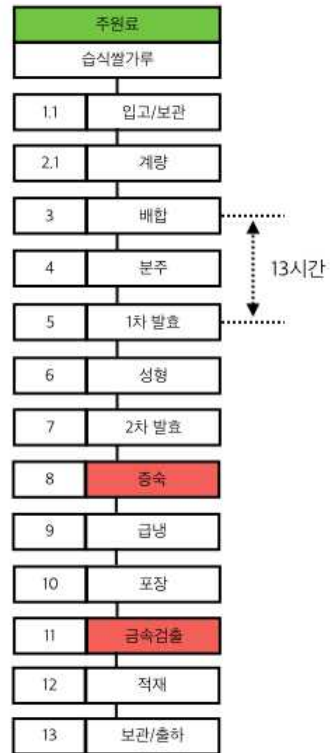 주원료
습식쌀가루
1.1 입고/보관
2.1 계량
3 배합
4 분주
13시간
5 1차 발효
6 성형
7 2차 발효
8 증숙
9 급냉
10 포장
11 금속검출
12 적재
13 보관/출하